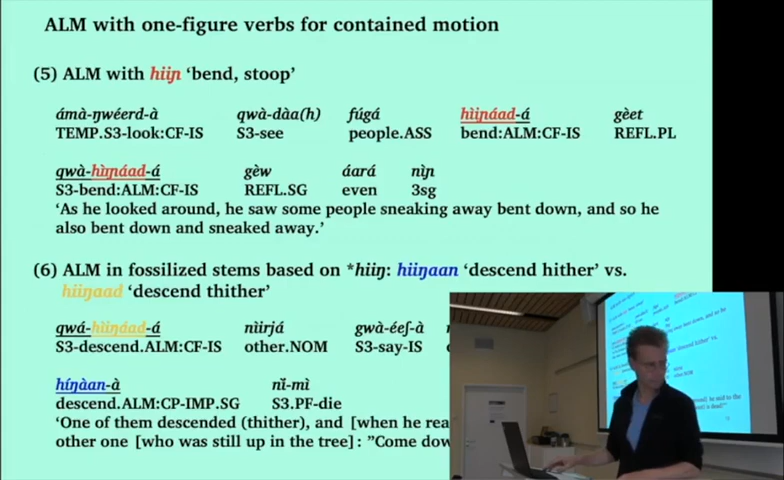 ALM with one-figure verbs for contained motion
(5) ALM with hiiɲ ‘bend, stoop’
ámà-ŋwéerd-à qwà-dàa(h) fúgá hììɲáad-á gèet
TEMP.S3-look:CF-IS S3-see people.ASS bend:ALM:CF-IS REFL.PL
qwà-hììɲáad-á gèw áará nìɲ
S3-bend:ALM:CF-IS REFL.SG even 3sg
‘As he looked around, he saw some people sneaking away bent down, and so he
also bent down and sneaked away.’
(6) ALM in fossilized stems based on *hiiŋ: hiiŋaan ‘descend hither’ vs.
hiiŋaad ‘descend thither’
qwá-hììŋáad-á nìirjá gwà-éeʃ-à
S3-descend.ALM:CF-IS other.NOM S3-say-IS
híŋàan-à nǐ-mì
descend.ALM:CP-IMP.SG S3.PF-die
‘One of them descended (thither), and [when he rea
other one [who was still up in the tree]: ”Come dow